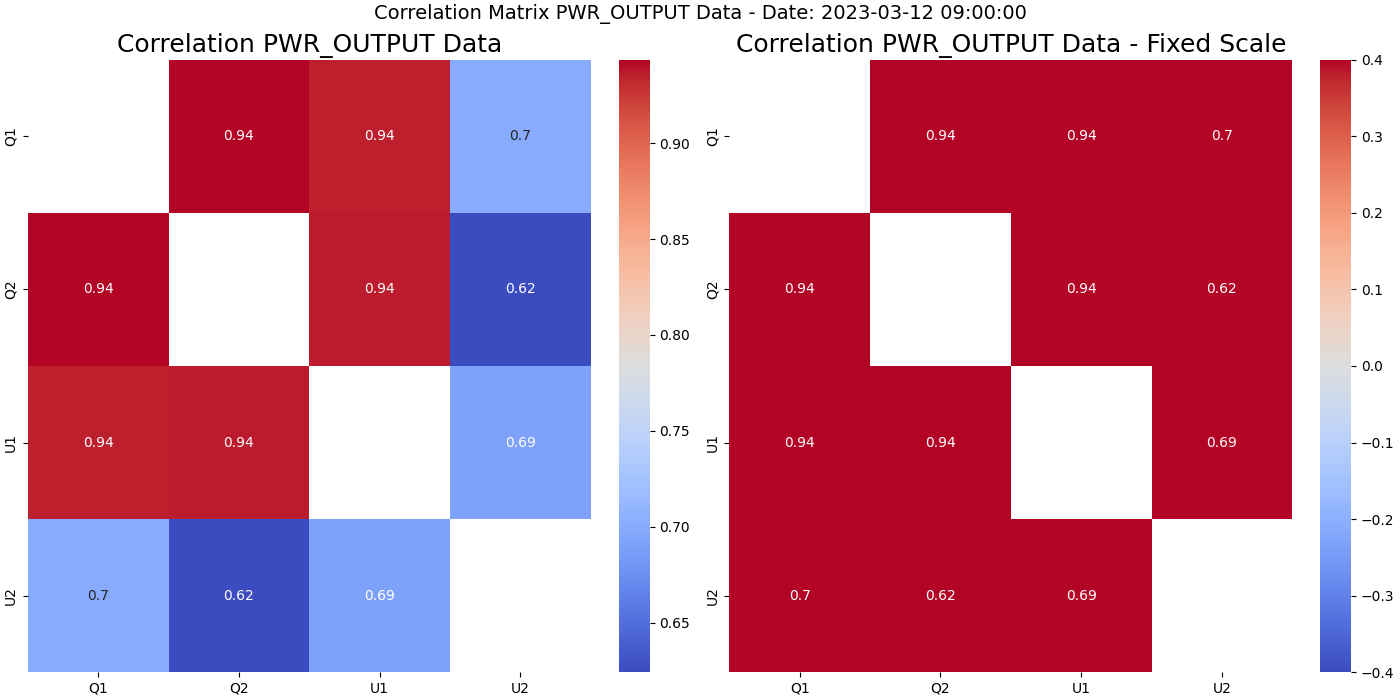 Correlation Matrix PWR_OUTPUT Data - Date: 2023-03-12 09:00:00
Correlation PWR_OUTPUT Data
Q1
0.94
0.94
0.7
Q2
0.94
0.94
0.62
U1
0.94
0.94
0.69
U2
0.7
0.62
0.69
Q1
Q2
U1
U2
0.90
0.85
0.80
0.75
0.70
0.65
Correlation PWR_OUTPUT Data - Fixed Scale
Q1
0.94
0.94
0.7
Q2
0.94
0.94
0.62
U1
0.94
0.94
0.69
U2
0.7
0.62
0.69
Q1
Q2
U1
U2
0.4
0.3
0.2
0.1
0.0
−0.1
−0.2
−0.3
−0.4